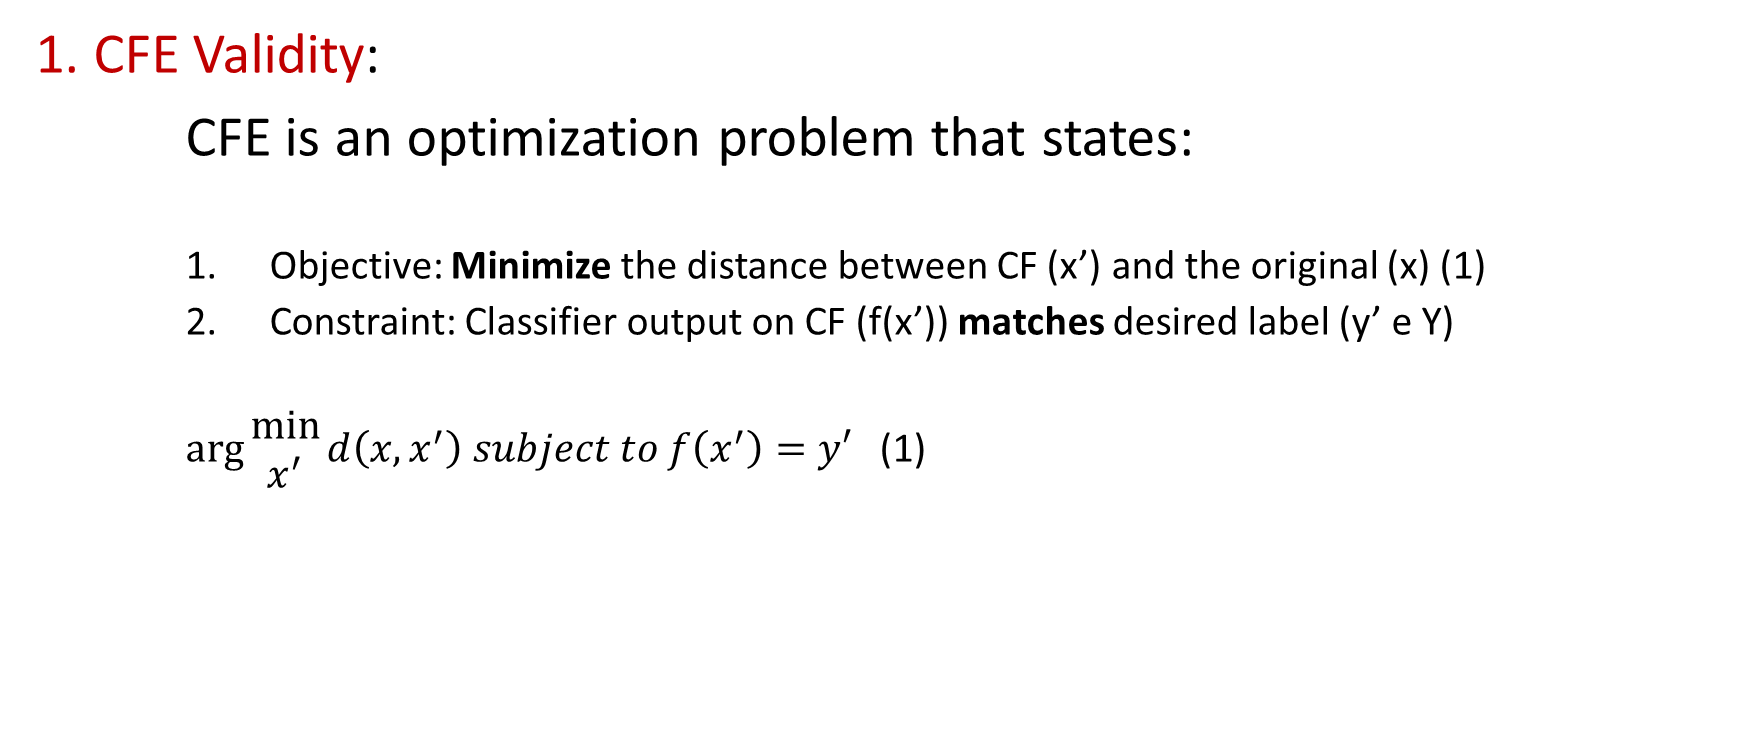 1. CFE Validity:
CFE is an optimization problem that states:
1. Objective: Minimize the distance between CF (x’) and the original (x) (1)
2. Constraint: Classifier output on CF (f(x’)) matches desired label (y’ e Y)
arg min x′ d(x, x′) subject to f(x′) = y′ (1)